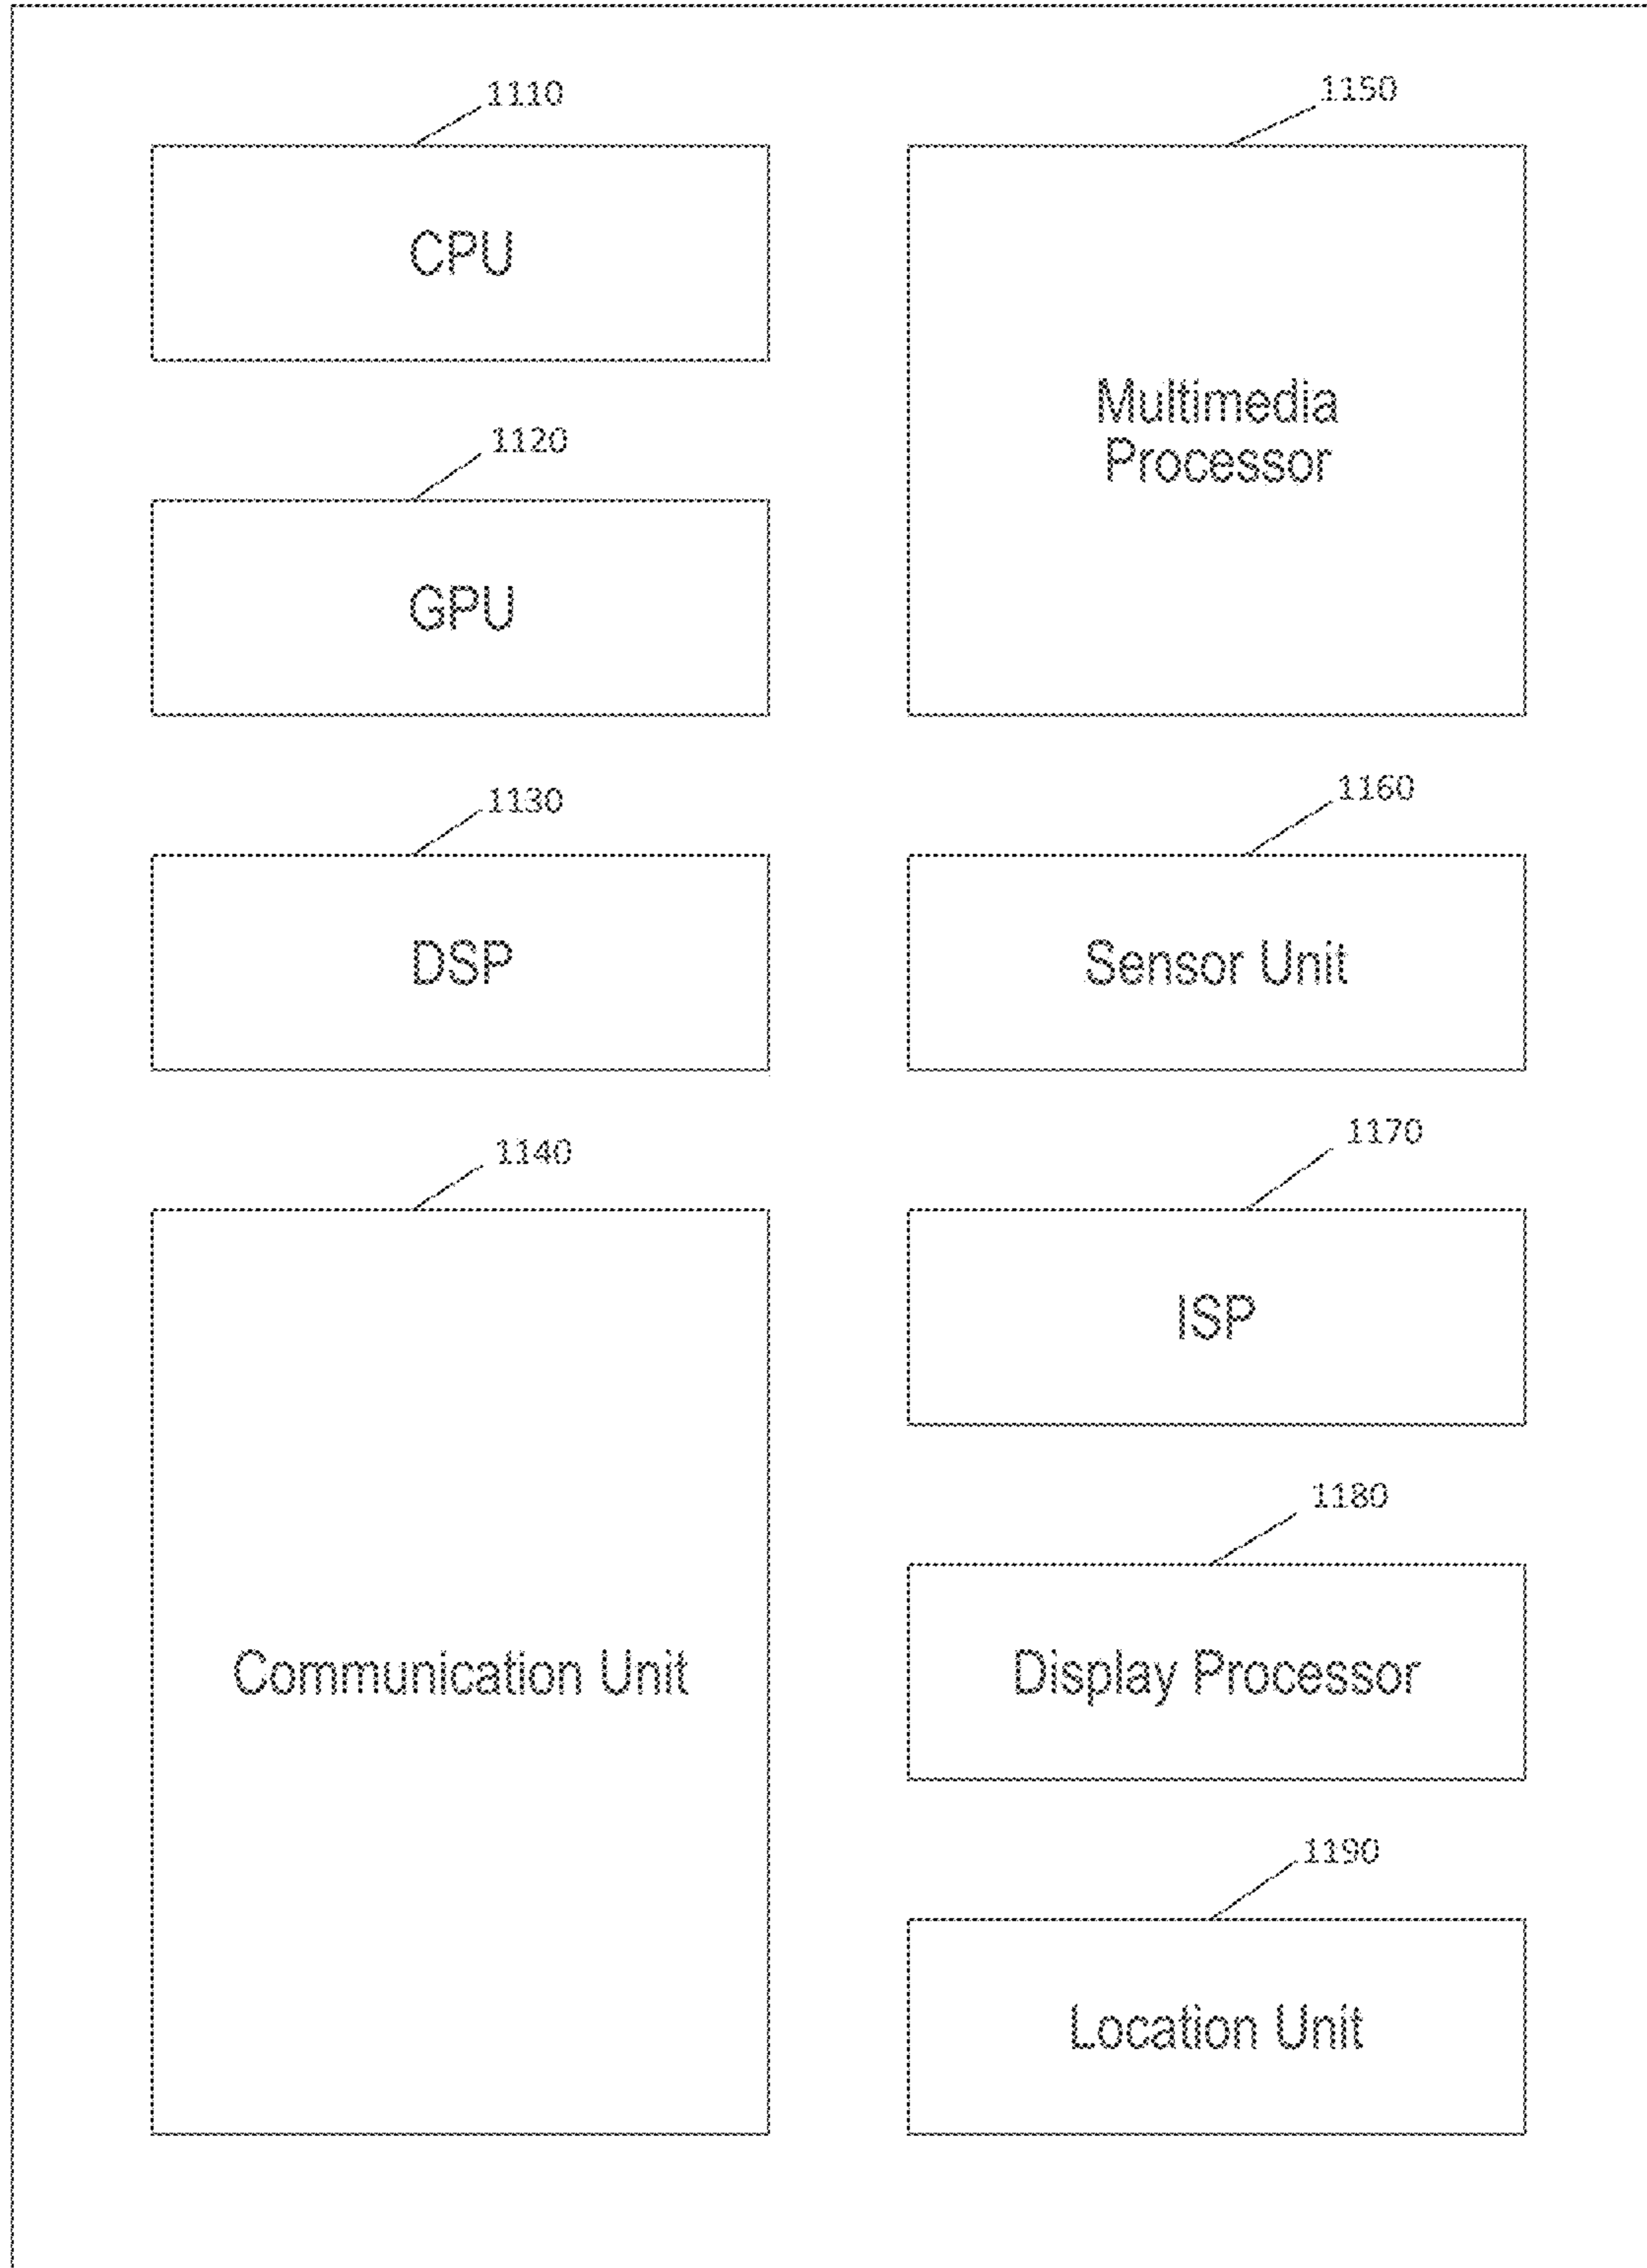 1110
CPU
1120
GPU
1130
DSP
1140
Communication Unit
1150
Multimedia
Processor
1160
Sensor Unit
1170
ISP
1180
Display Processor
1190
Location Unit